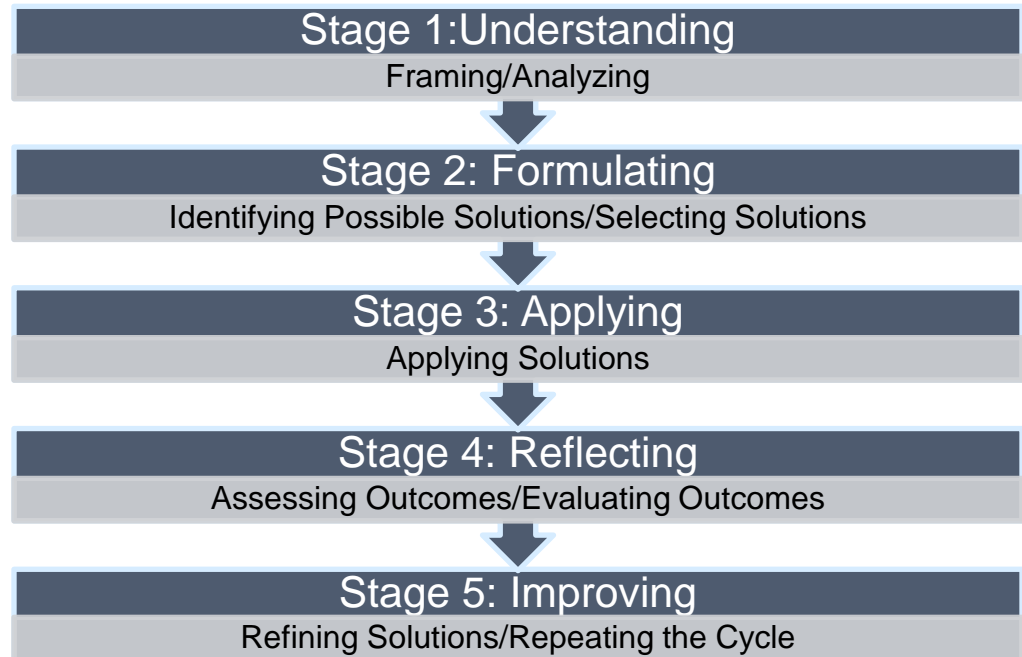 Stage 1:Understanding
Framing/Analyzing
Stage 2: Formulating
Identifying Possible Solutions/Selecting Solutions
Stage 3: Applying
Applying Solutions
Stage 4: Reflecting
Assessing Outcomes/Evaluating Outcomes
Stage 5: Improving
Refining Solutions/Repeating the Cycle